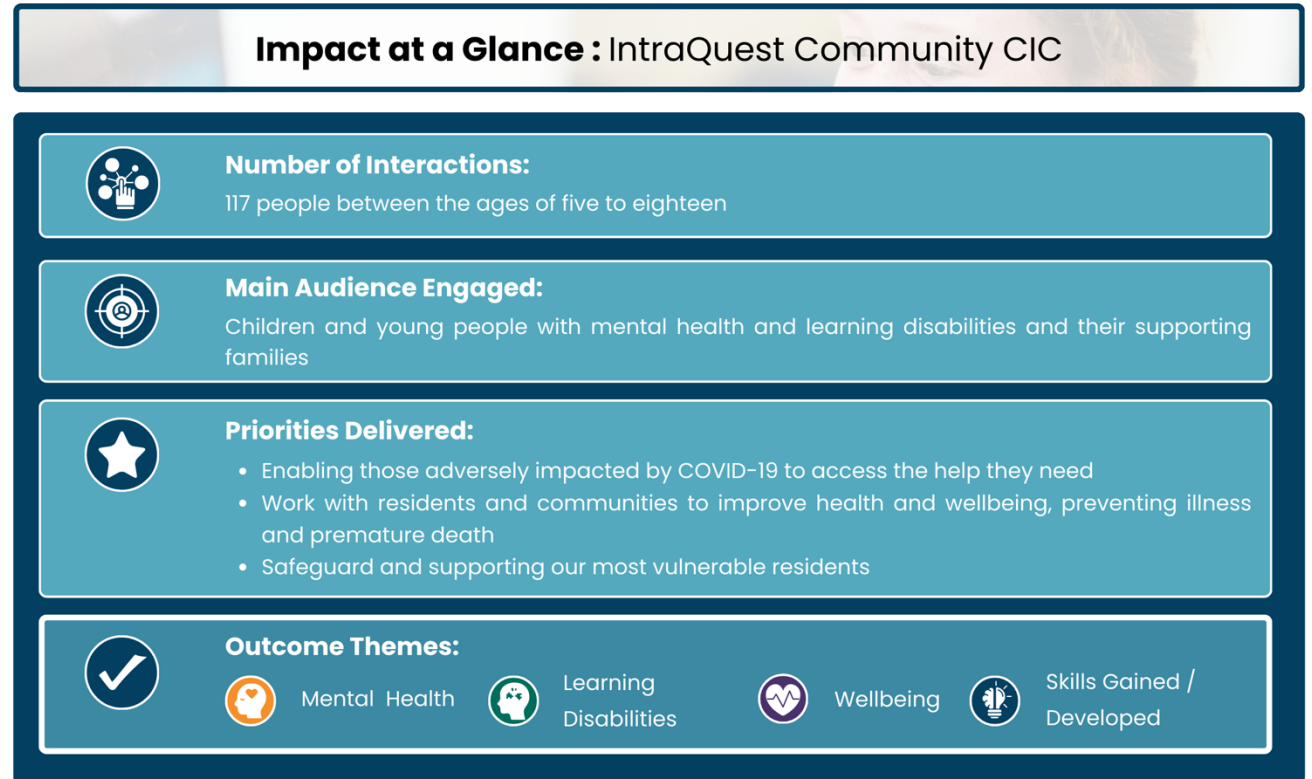 Impact at a Glance : IntraQuest Community CIC
Number of Interactions:
117 people between the ages of five to eighteen
Main Audience Engaged:
Children and young people with mental health and learning disabilities and their supporting
families
Priorities Delivered:
• Enabling those adversely impacted by COVID-19 to access the help they need
• Work with residents and communities to improve health and wellbeing, preventing illness
and premature death
• Safeguard and supporting our most vulnerable residents
Outcome Themes:
Mental Health
Learning
Disabilities
Wellbeing
Skills Gained /
Developed